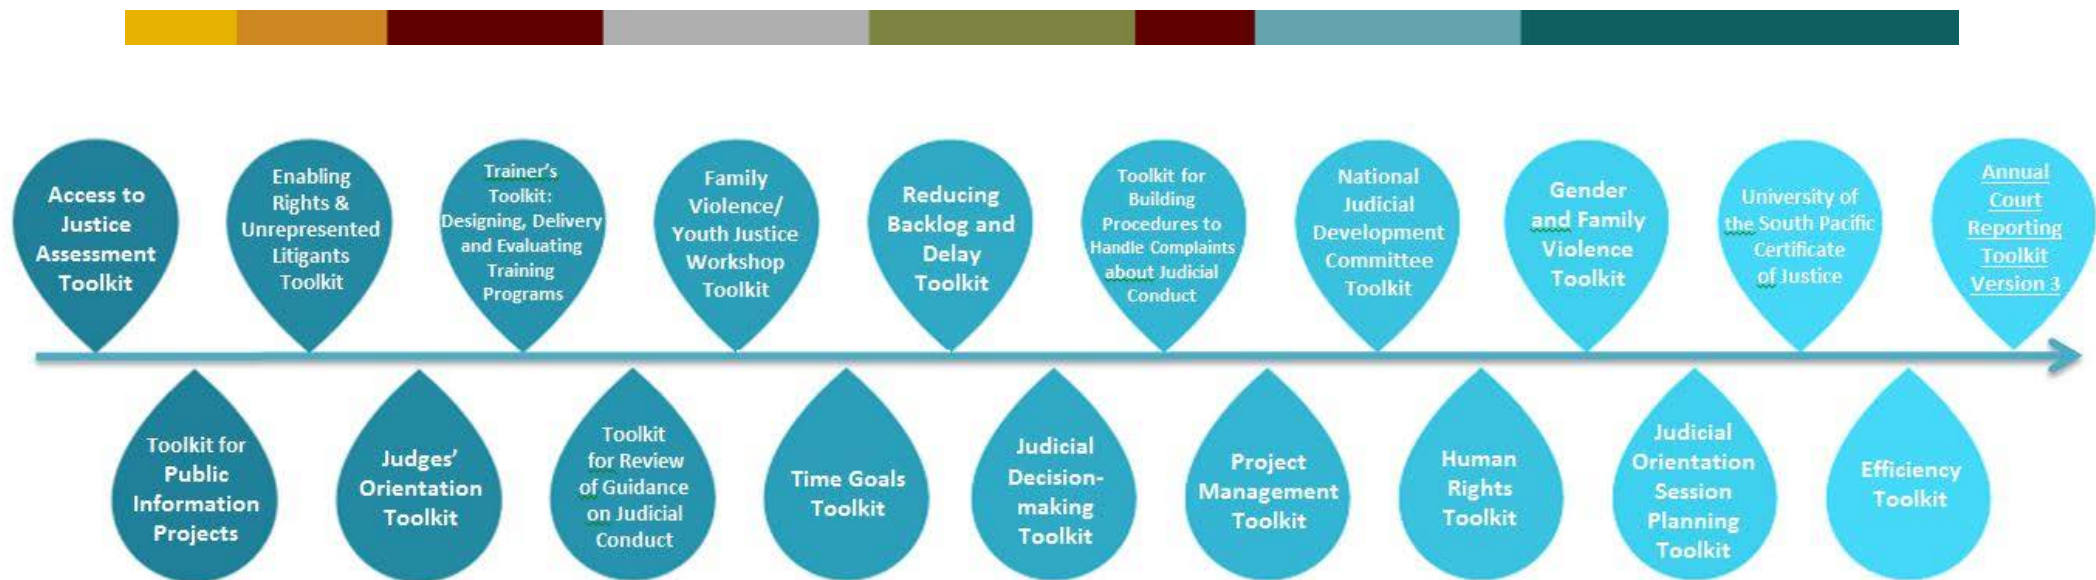 Access to
Justice
Assessment
Toolkit
Enabling
Rights &
Unrepresented
Litigants
Toolkit
Trainer's
Toolkit:
Designing, Delivery
and Evaluating
Training
Programs
Family
Violence/
Youth Justice
Workshop
Toolkit
Reducing
Backlog and
Delay
Toolkit
Toolkit for
Building
Procedures to
Handle Complaints
about Judicial
Conduct
National
Judicial
Development
Committee
Toolkit
Gender
and Family
Violence
Toolkit
University of
the South Pacific
Certificate
of Justice
Annual
Court
Reporting
Toolkit
Version 3
Toolkit for
Public
Information
Projects
Judges'
Orientation
Toolkit
Toolkit
for Review
of Guidance
on Judicial
Conduct
Time Goals
Toolkit
Judicial
Decision-
making
Toolkit
Project
Management
Toolkit
Human
Rights
Toolkit
Judicial
Orientation
Session
Planning
Toolkit
Efficiency
Toolkit